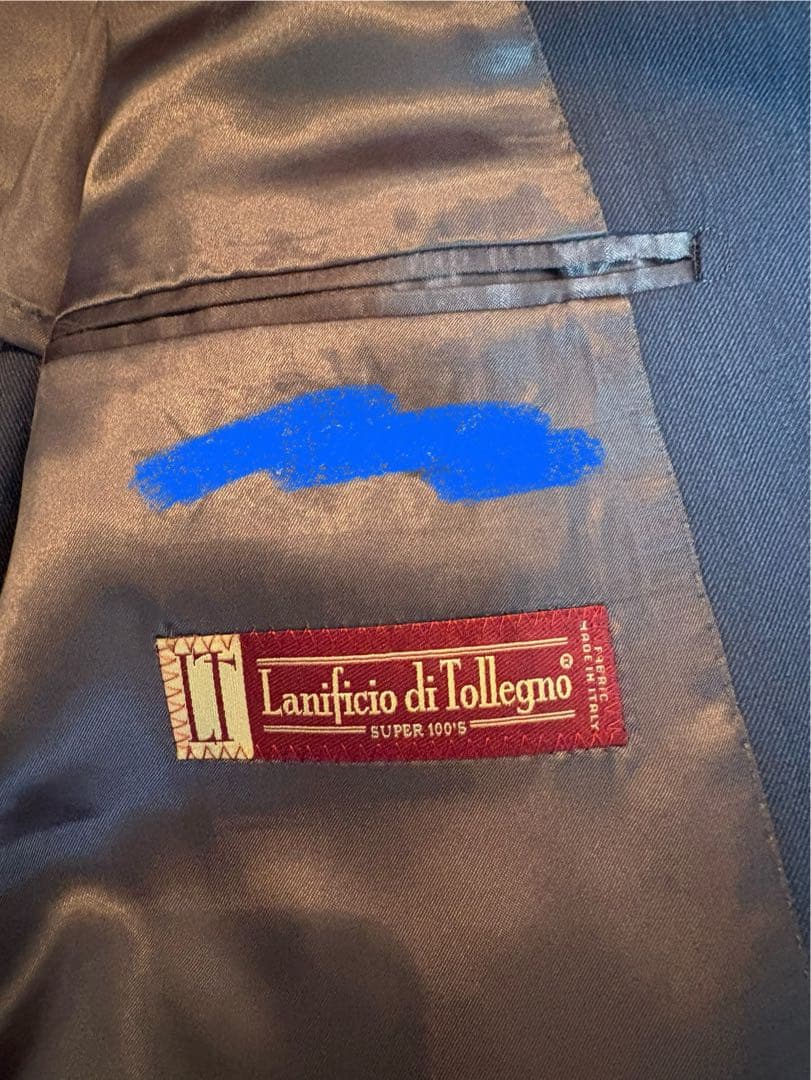 LT
Lanificio di Tollegno®
SUPER 100'S
FABRIC
MADE IN ITALY